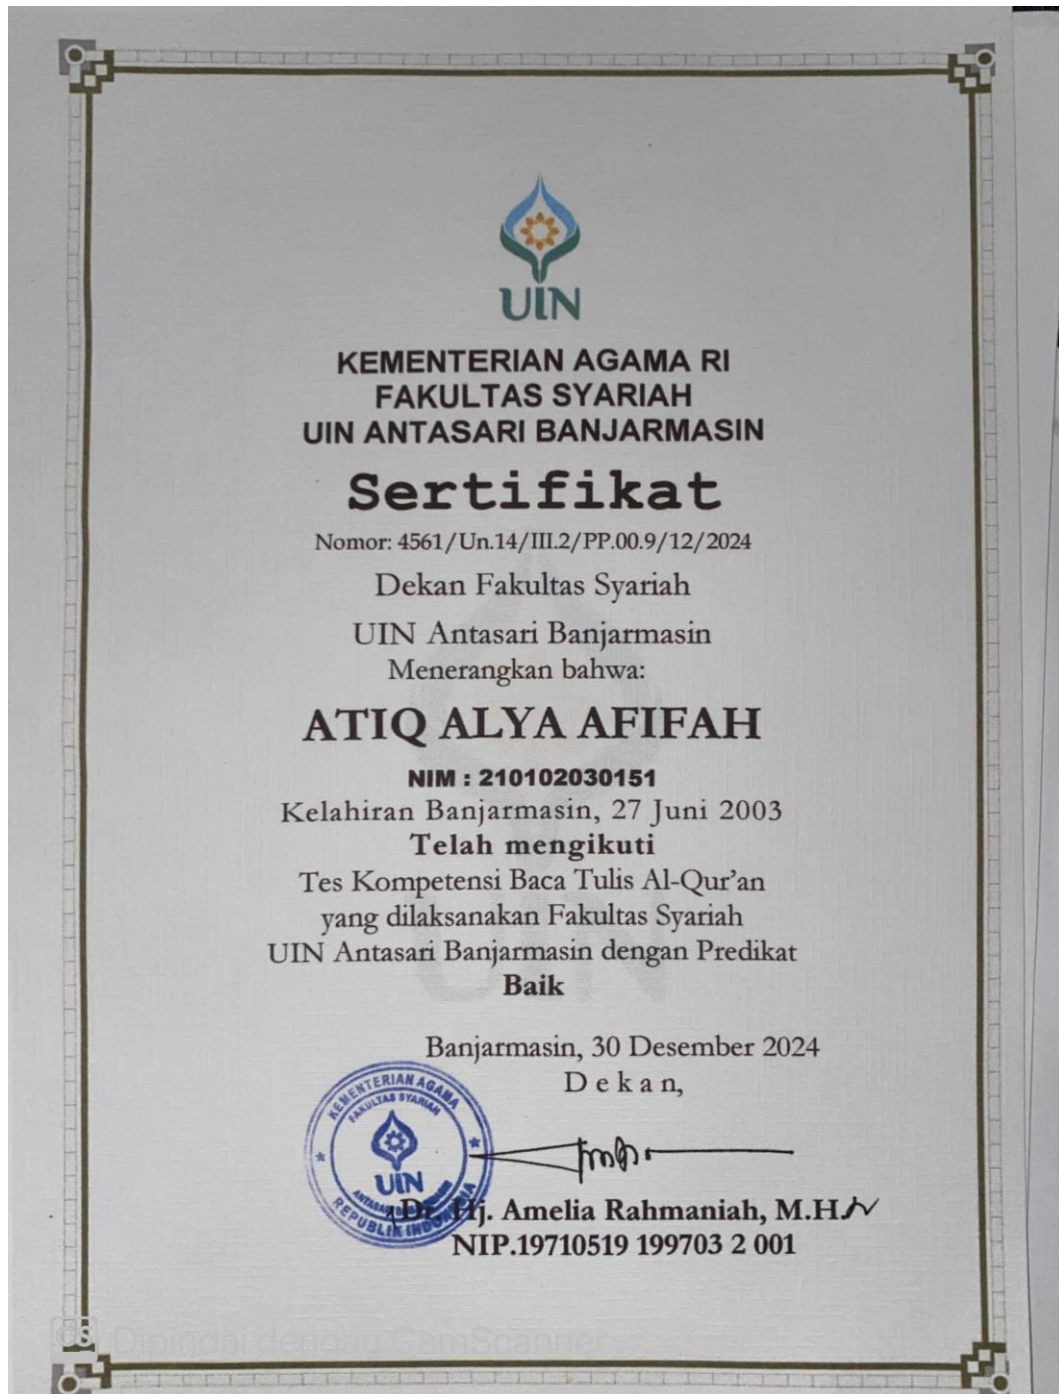 UIN
KEMENTERIAN AGAMA RI
FAKULTAS SYARIAH
UIN ANTASARI BANJARMASIN
Sertifikat
Nomor: 4561/Un.14/III.2/PP.00.9/12/2024
Dekan Fakultas Syariah
UIN Antasari Banjarmasin
Menerangkan bahwa:
ATIQ ALYA AFIFAH
NIM : 210102030151
Kelahiran Banjarmasin, 27 Juni 2003
Telah mengikuti
Tes Kompetensi Baca Tulis Al-Qur’an
yang dilaksanakan Fakultas Syariah
UIN Antasari Banjarmasin dengan Predikat
Baik
Banjarmasin, 30 Desember 2024
D e k a n,
KEMENTERIAN AGAMA
FAKULTAS SYARIAH
UIN
ANTASARI BANJARMASIN
REPUBLIK INDONESIA
Dr. Hj. Amelia Rahmaniah, M.H.
NIP.19710519 199703 2 001
CS Dipindai dengan CamScanner